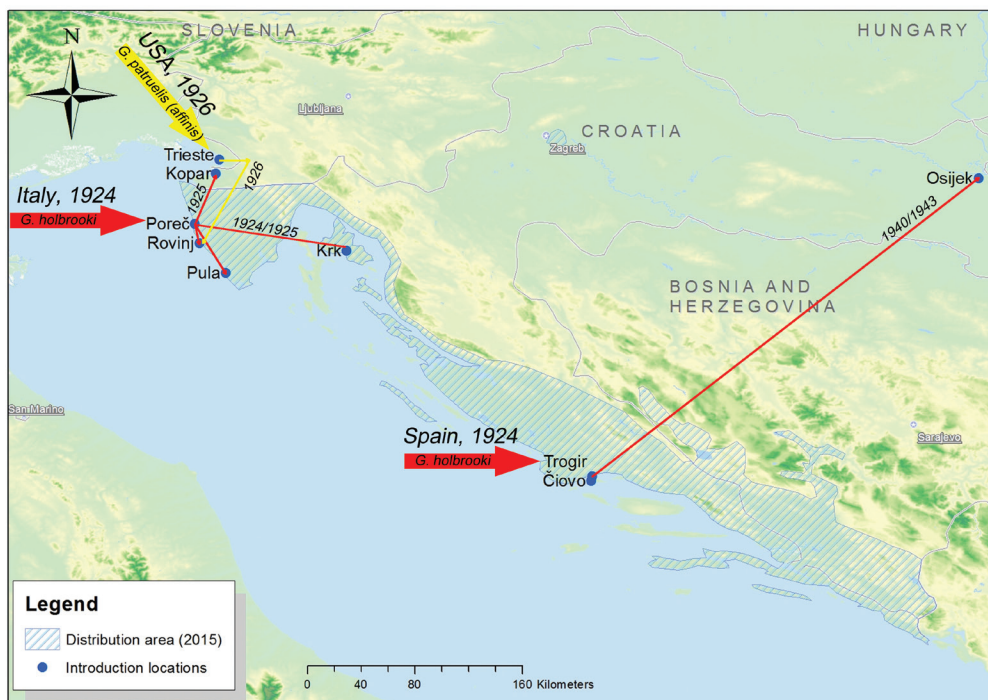 SLOVENIA
HUNGARY
N
USA, 1926
G. patruelis (affinis)
Ljubljana
CROATIA
Zagreb
Trieste
Kopar
1926
1925
Osijek
Italy, 1924
G. holbrooki
Poreč
Rovinj
1924/1925
Krk
Pula
1940/1943
BOSNIA AND
HERZEGOVINA
San Marino
Spain, 1924
G. holbrooki
Trogir
Čiovo
Sarajevo
Legend
Distribution area (2015)
Introduction locations
0 20 40 80 120 160 Kilometers